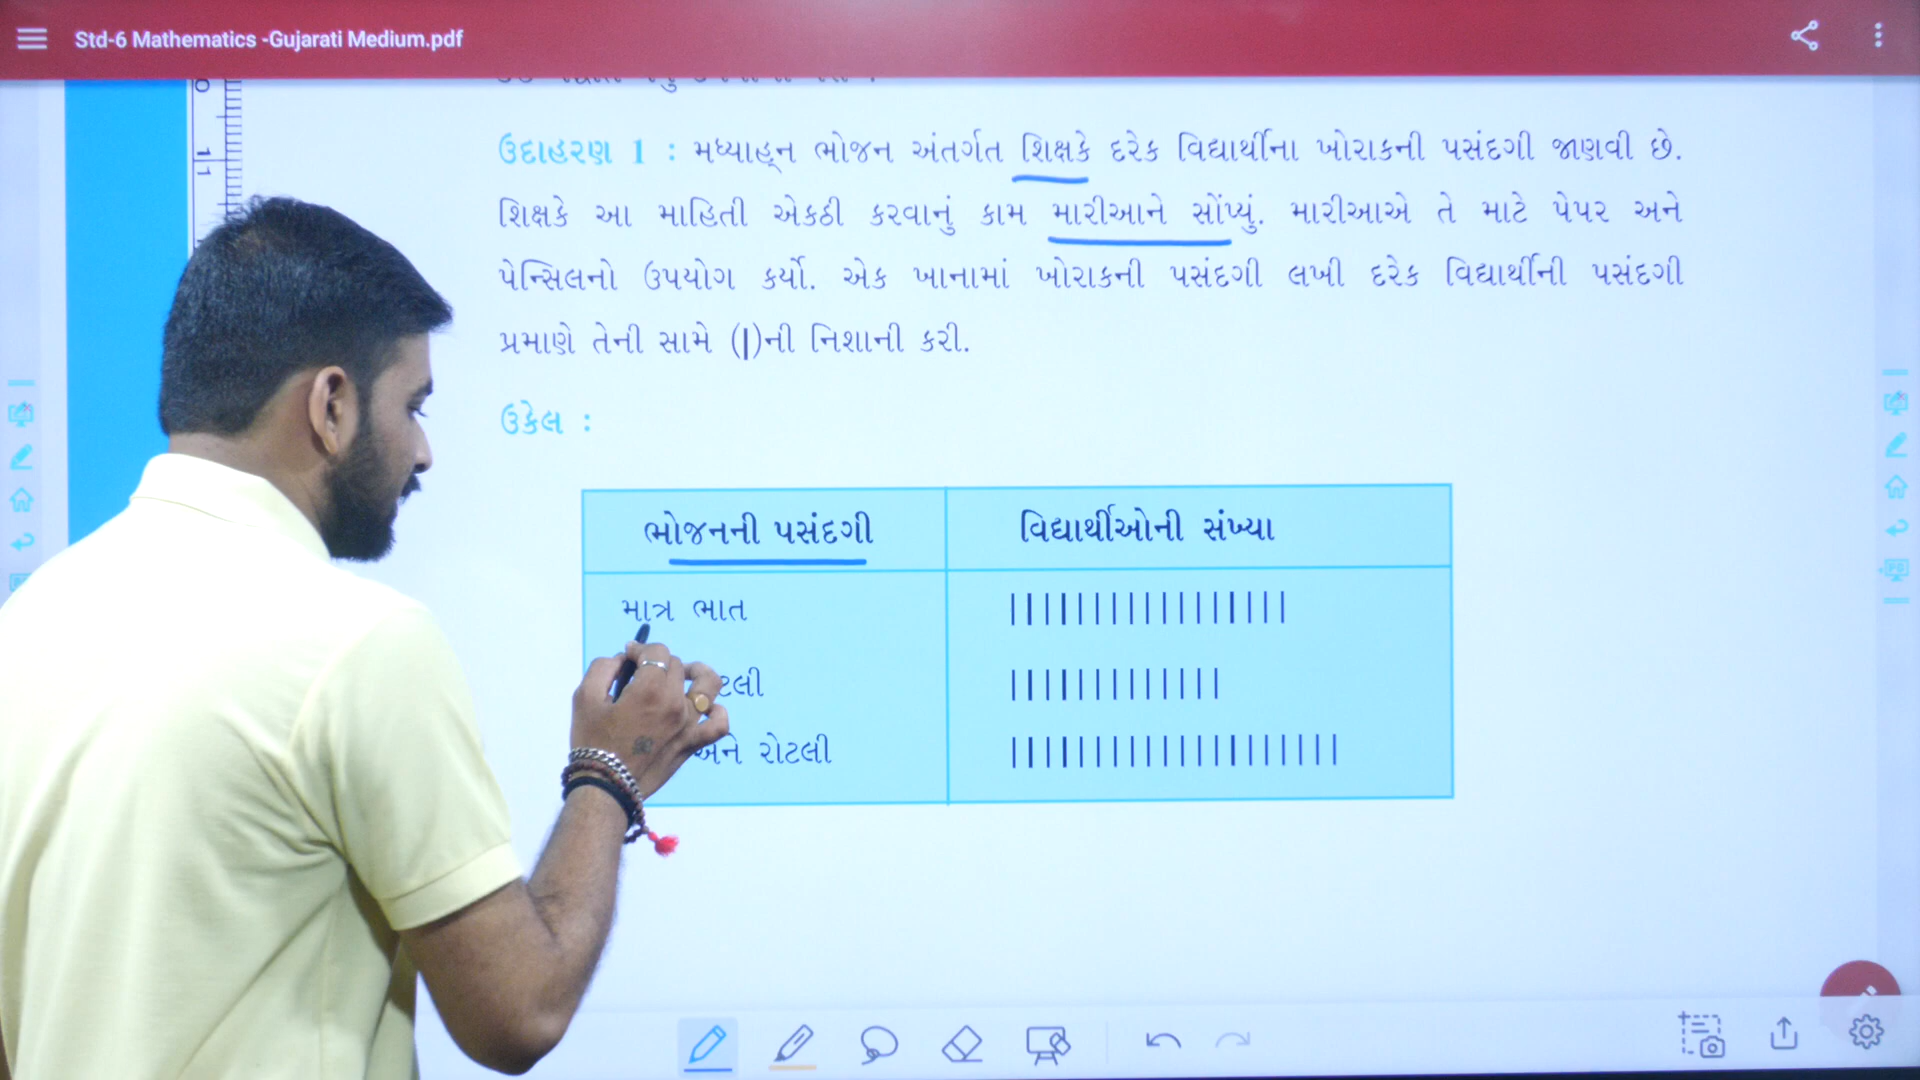 Std-6 Mathematics -Gujarati Medium.pdf
11
ઉદાહરણ 1 : મધ્યાહ્ન ભોજન અંતર્ગત શિક્ષકે દરેક વિદ્યાર્થીના ખોરાકની પસંદગી જાણવી છે.
શિક્ષકે આ માહિતી એકઠી કરવાનું કામ મારીઆને સોંપ્યું. મારીઆએ તે માટે પેપર અને
પેન્સિલનો ઉપયોગ કર્યો. એક ખાનામાં ખોરાકની પસંદગી લખી દરેક વિદ્યાર્થીની પસંદગી
પ્રમાણે તેની સામે (|)ની નિશાની કરી.
ઉકેલ :
ભોજનની પસંદગી વિદ્યાર્થીઓની સંખ્યા
માત્ર ભાત |||||||||||||||||
|||||||||||||
અને રોટલી ||||||||||||||||||||